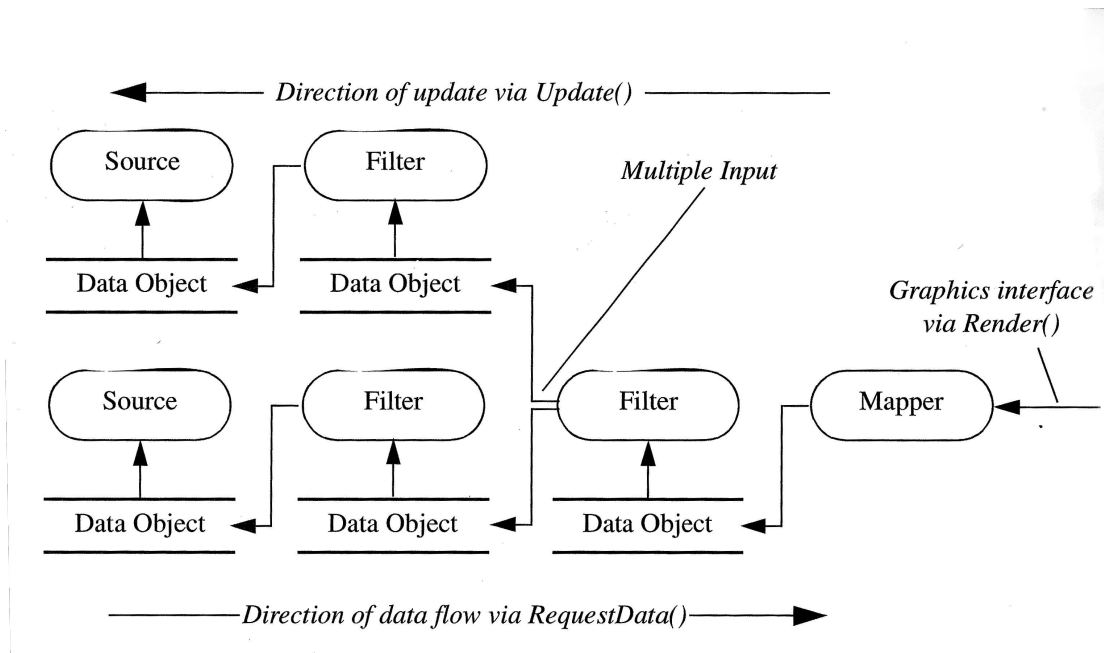 Direction of update via Update()
Source
Filter
Multiple Input
Data Object
Data Object
Graphics interface
via Render()
Source
Filter
Filter
Mapper
Data Object
Data Object
Data Object
Direction of data flow via RequestData()